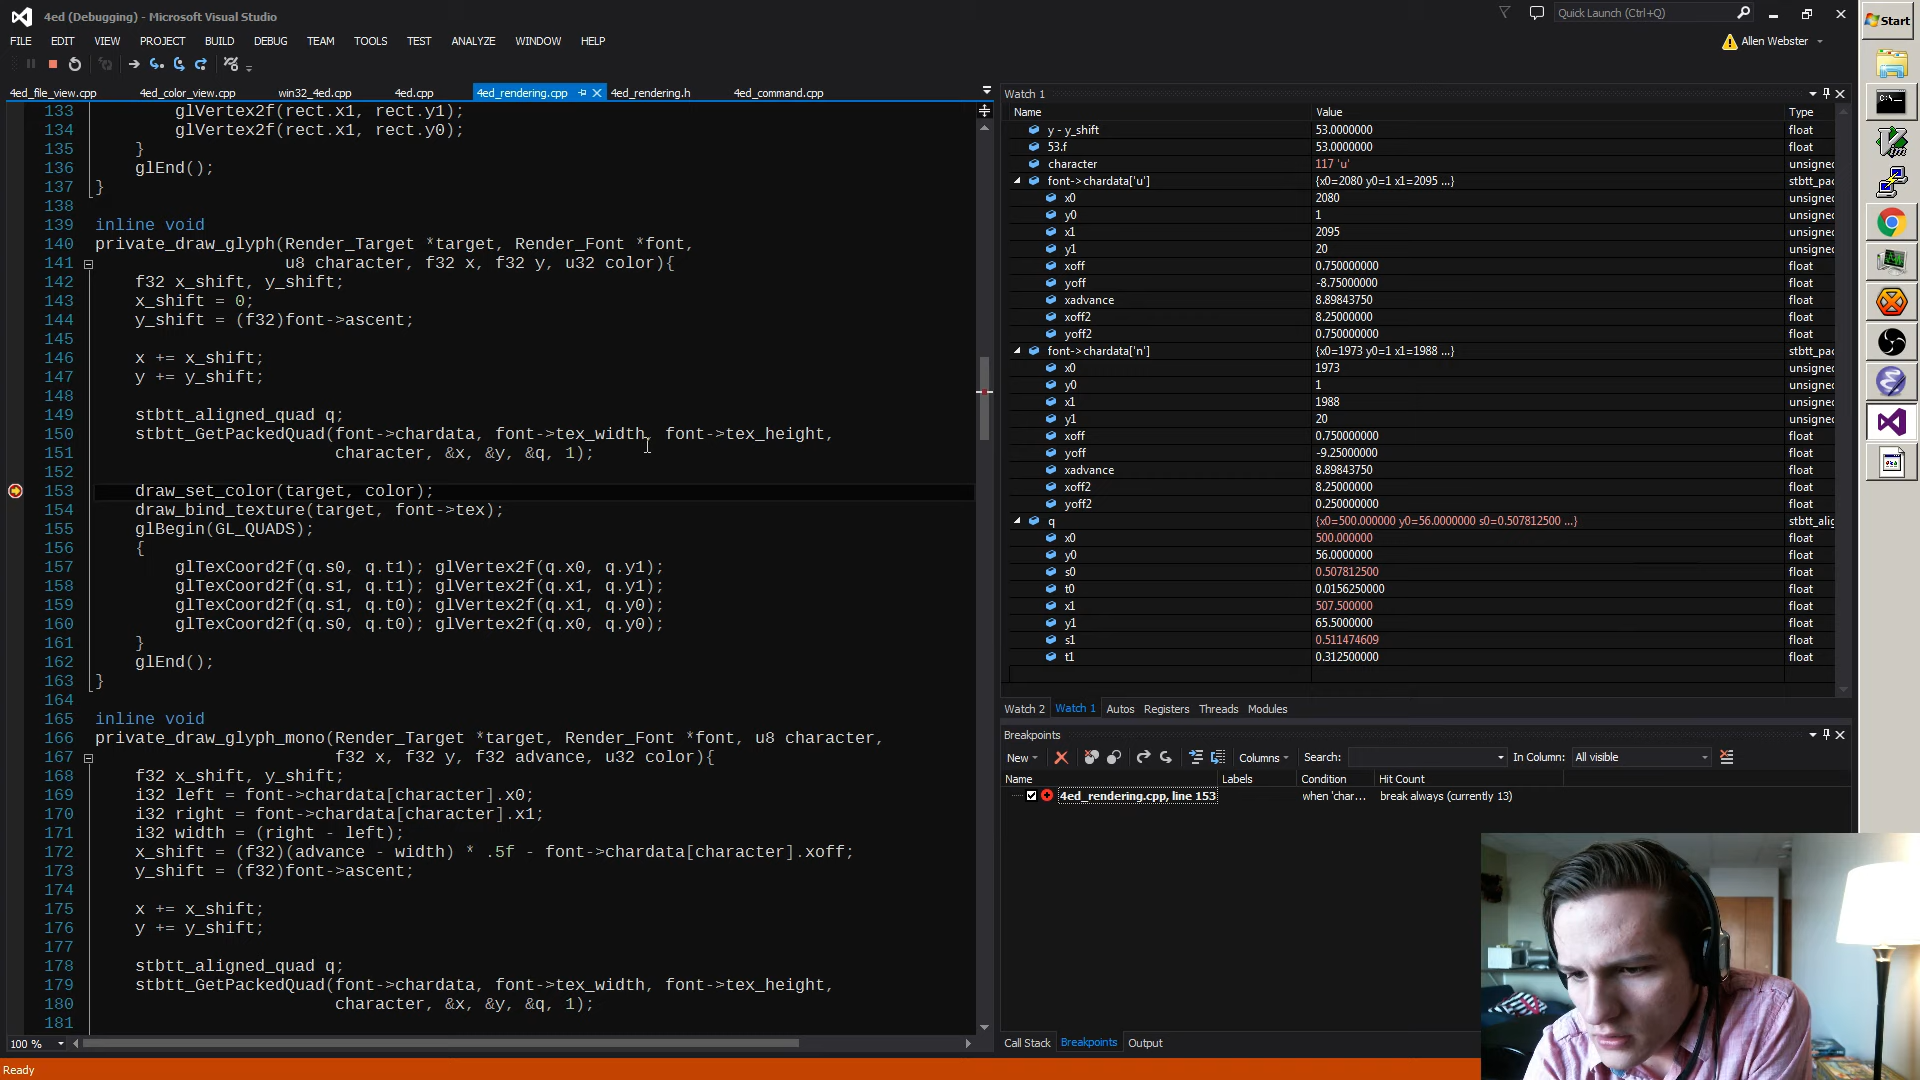 4ed (Debugging) - Microsoft Visual Studio
Quick Launch (Ctrl+Q)
FILE EDIT VIEW PROJECT BUILD DEBUG TEAM TOOLS TEST ANALYZE WINDOW HELP
Allen Webster
Start
4ed_file_view.cpp 4ed_color_view.cpp win32_4ed.cpp 4ed.cpp 4ed_rendering.cpp 4ed_rendering.h 4ed_command.cpp
133 glVertex2f(rect.x1, rect.y1);
134 glVertex2f(rect.x1, rect.y0);
135 }
136 glEnd();
137 }
138
139 inline void
140 private_draw_glyph(Render_Target *target, Render_Font *font,
141 u8 character, f32 x, f32 y, u32 color){
142 f32 x_shift, y_shift;
143 x_shift = 0;
144 y_shift = (f32)font->ascent;
145
146 x += x_shift;
147 y += y_shift;
148
149 stbtt_aligned_quad q;
150 stbtt_GetPackedQuad(font->chardata, font->tex_width, font->tex_height,
151 character, &x, &y, &q, 1);
152
153 draw_set_color(target, color);
154 draw_bind_texture(target, font->tex);
155 glBegin(GL_QUADS);
156 {
157 glTexCoord2f(q.s0, q.t1); glVertex2f(q.x0, q.y1);
158 glTexCoord2f(q.s1, q.t1); glVertex2f(q.x1, q.y1);
159 glTexCoord2f(q.s1, q.t0); glVertex2f(q.x1, q.y0);
160 glTexCoord2f(q.s0, q.t0); glVertex2f(q.x0, q.y0);
161 }
162 glEnd();
163 }
164
165 inline void
166 private_draw_glyph_mono(Render_Target *target, Render_Font *font, u8 character,
167 f32 x, f32 y, f32 advance, u32 color){
168 f32 x_shift, y_shift;
169 i32 left = font->chardata[character].x0;
170 i32 right = font->chardata[character].x1;
171 i32 width = (right - left);
172 x_shift = (f32)(advance - width) * .5f - font->chardata[character].xoff;
173 y_shift = (f32)font->ascent;
174
175 x += x_shift;
176 y += y_shift;
177
178 stbtt_aligned_quad q;
179 stbtt_GetPackedQuad(font->chardata, font->tex_width, font->tex_height,
180 character, &x, &y, &q, 1);
181
100 %
Ready
Watch 1
Name Value Type
y - y_shift 53.0000000 float
53.f 53.0000000 float
character 117 'u' unsigned
font->chardata['u'] {x0=2080 y0=1 x1=2095 ...} stbtt_pac
x0 2080 unsigned
y0 1 unsigned
x1 2095 unsigned
y1 20 unsigned
xoff 0.750000000 float
yoff -8.75000000 float
xadvance 8.89843750 float
xoff2 8.25000000 float
yoff2 0.750000000 float
font->chardata['n'] {x0=1973 y0=1 x1=1988 ...} stbtt_pac
x0 1973 unsigned
y0 1 unsigned
x1 1988 unsigned
y1 20 unsigned
xoff 0.750000000 float
yoff -9.25000000 float
xadvance 8.89843750 float
xoff2 8.25000000 float
yoff2 0.250000000 float
q {x0=500.000000 y0=56.0000000 s0=0.507812500 ...} stbtt_alig
x0 500.000000 float
y0 56.0000000 float
s0 0.507812500 float
t0 0.0156250000 float
x1 507.500000 float
y1 65.5000000 float
s1 0.511474609 float
t1 0.312500000 float
Watch 2 Watch 1 Autos Registers Threads Modules
Breakpoints
New Columns Search: In Column: All visible
Name Labels Condition Hit Count
4ed_rendering.cpp, line 153 when 'char... break always (currently 13)
Call Stack Breakpoints Output